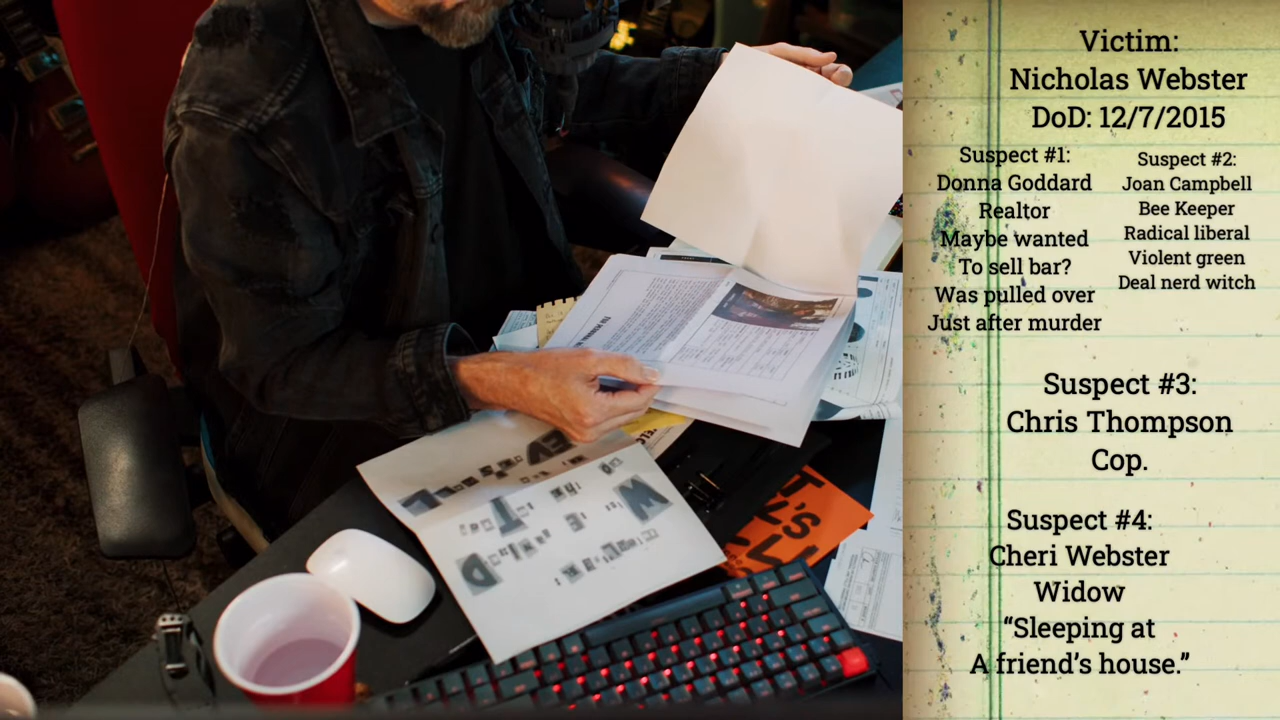 Victim:
Nicholas Webster
DoD: 12/7/2015
Suspect #1:
Donna Goddard
Realtor
Maybe wanted
To sell bar?
Was pulled over
Just after murder
Suspect #2:
Joan Campbell
Bee Keeper
Radical liberal
Violent green
Deal nerd witch
Suspect #3:
Chris Thompson
Cop.
Suspect #4:
Cheri Webster
Widow
“Sleeping at
A friend’s house.”